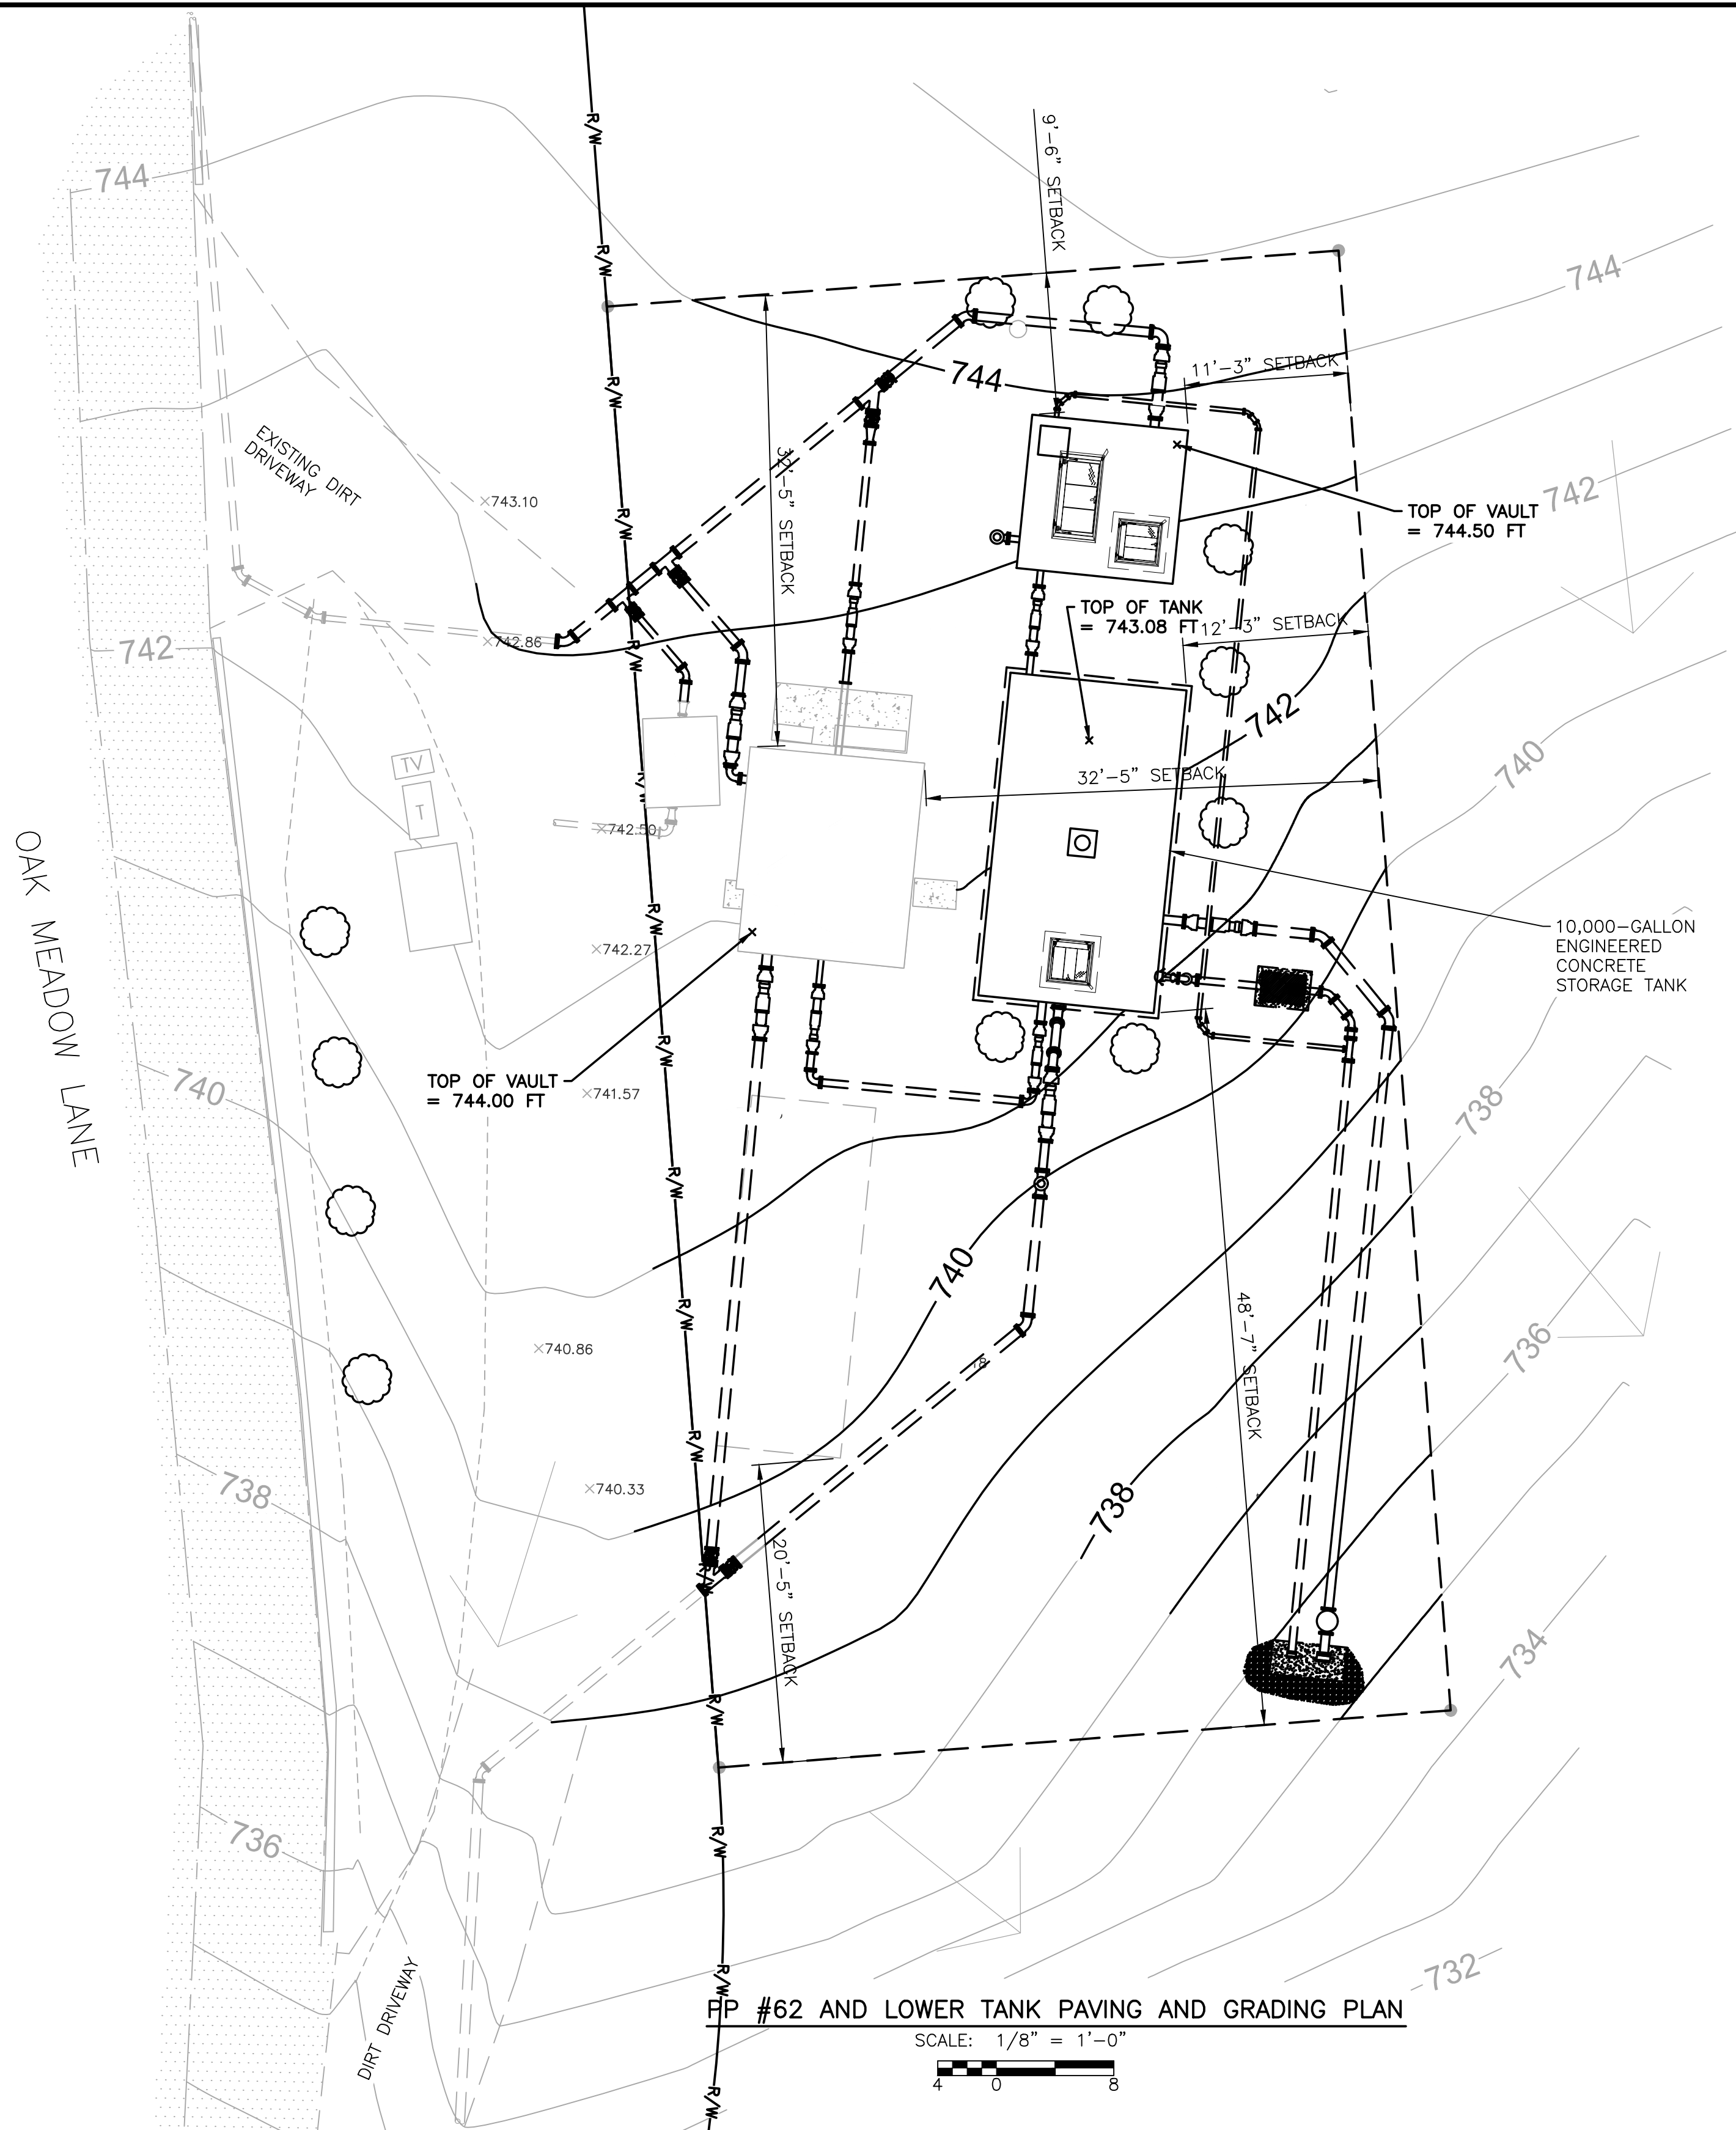 R/W
R/W
9'-6" SETBACK
744
744
R/W
744
11'-3" SETBACK
EXISTING DIRT
DRIVEWAY
32'-5" SETBACK
×743.10
R/W
742
TOP OF VAULT
= 744.50 FT
TOP OF TANK
= 743.08 FT
12'-3" SETBACK
×742.86
R/W
742
742
740
TV
T
32'-5" SETBACK
×742.50
OAK MEADOW LANE
R/W
×742.27
10,000-GALLON
ENGINEERED
CONCRETE
STORAGE TANK
R/W
TOP OF VAULT
= 744.00 FT
×741.57
740
738
R/W
740
R/W
48'-7" SETBACK
×740.86
18
736
R/W
738
×740.33
738
20'-5" SETBACK
734
R/W
736
R/W
732
DIRT DRIVEWAY
R/W
PP #62 AND LOWER TANK PAVING AND GRADING PLAN
SCALE: 1/8" = 1'-0"
4 0 8
R/W